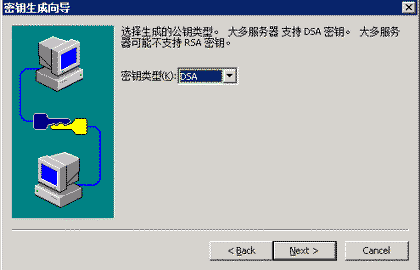 密钥生成向导
选择生成的公钥类型。 大多服务器 支持 DSA 密钥。 大多服务
器可能不支持 RSA 密钥。
密钥类型(K): DSA
< Back Next > Cancel